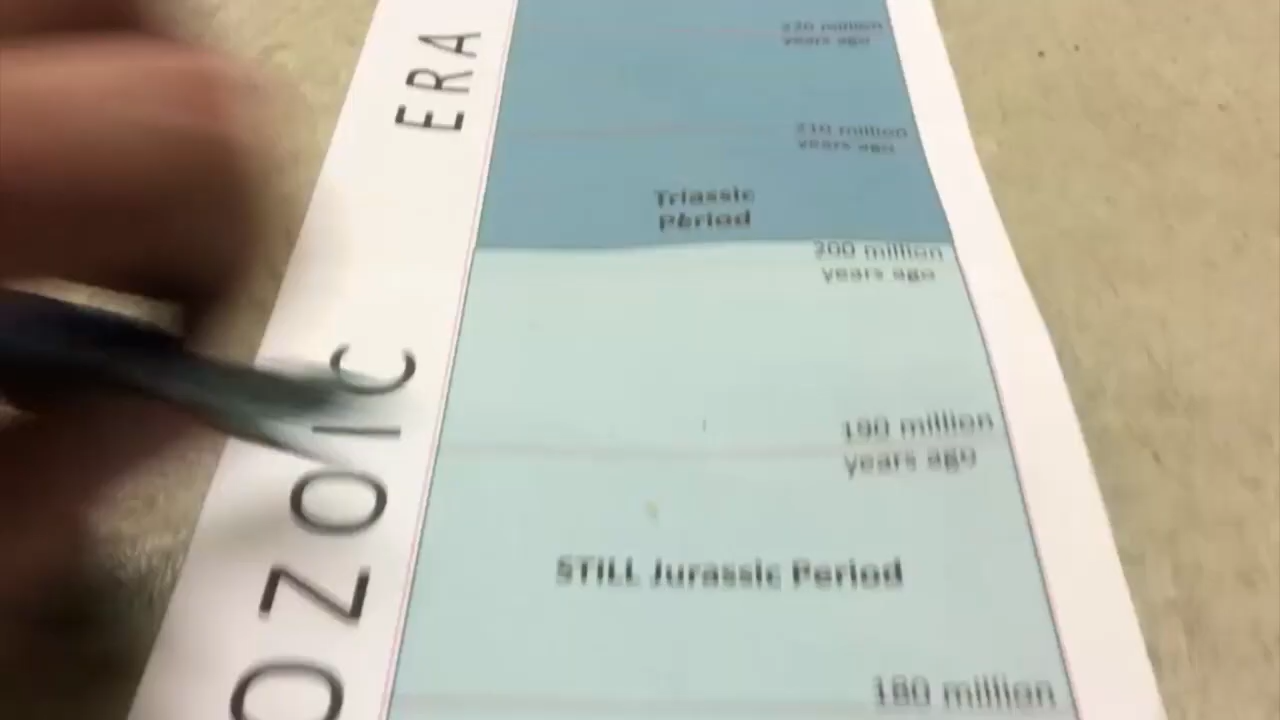 220 million
years ago
210 million
years ago
Triassic
Period
200 million
years ago
190 million
years ago
STILL Jurassic Period
180 million
OZOIC ERA